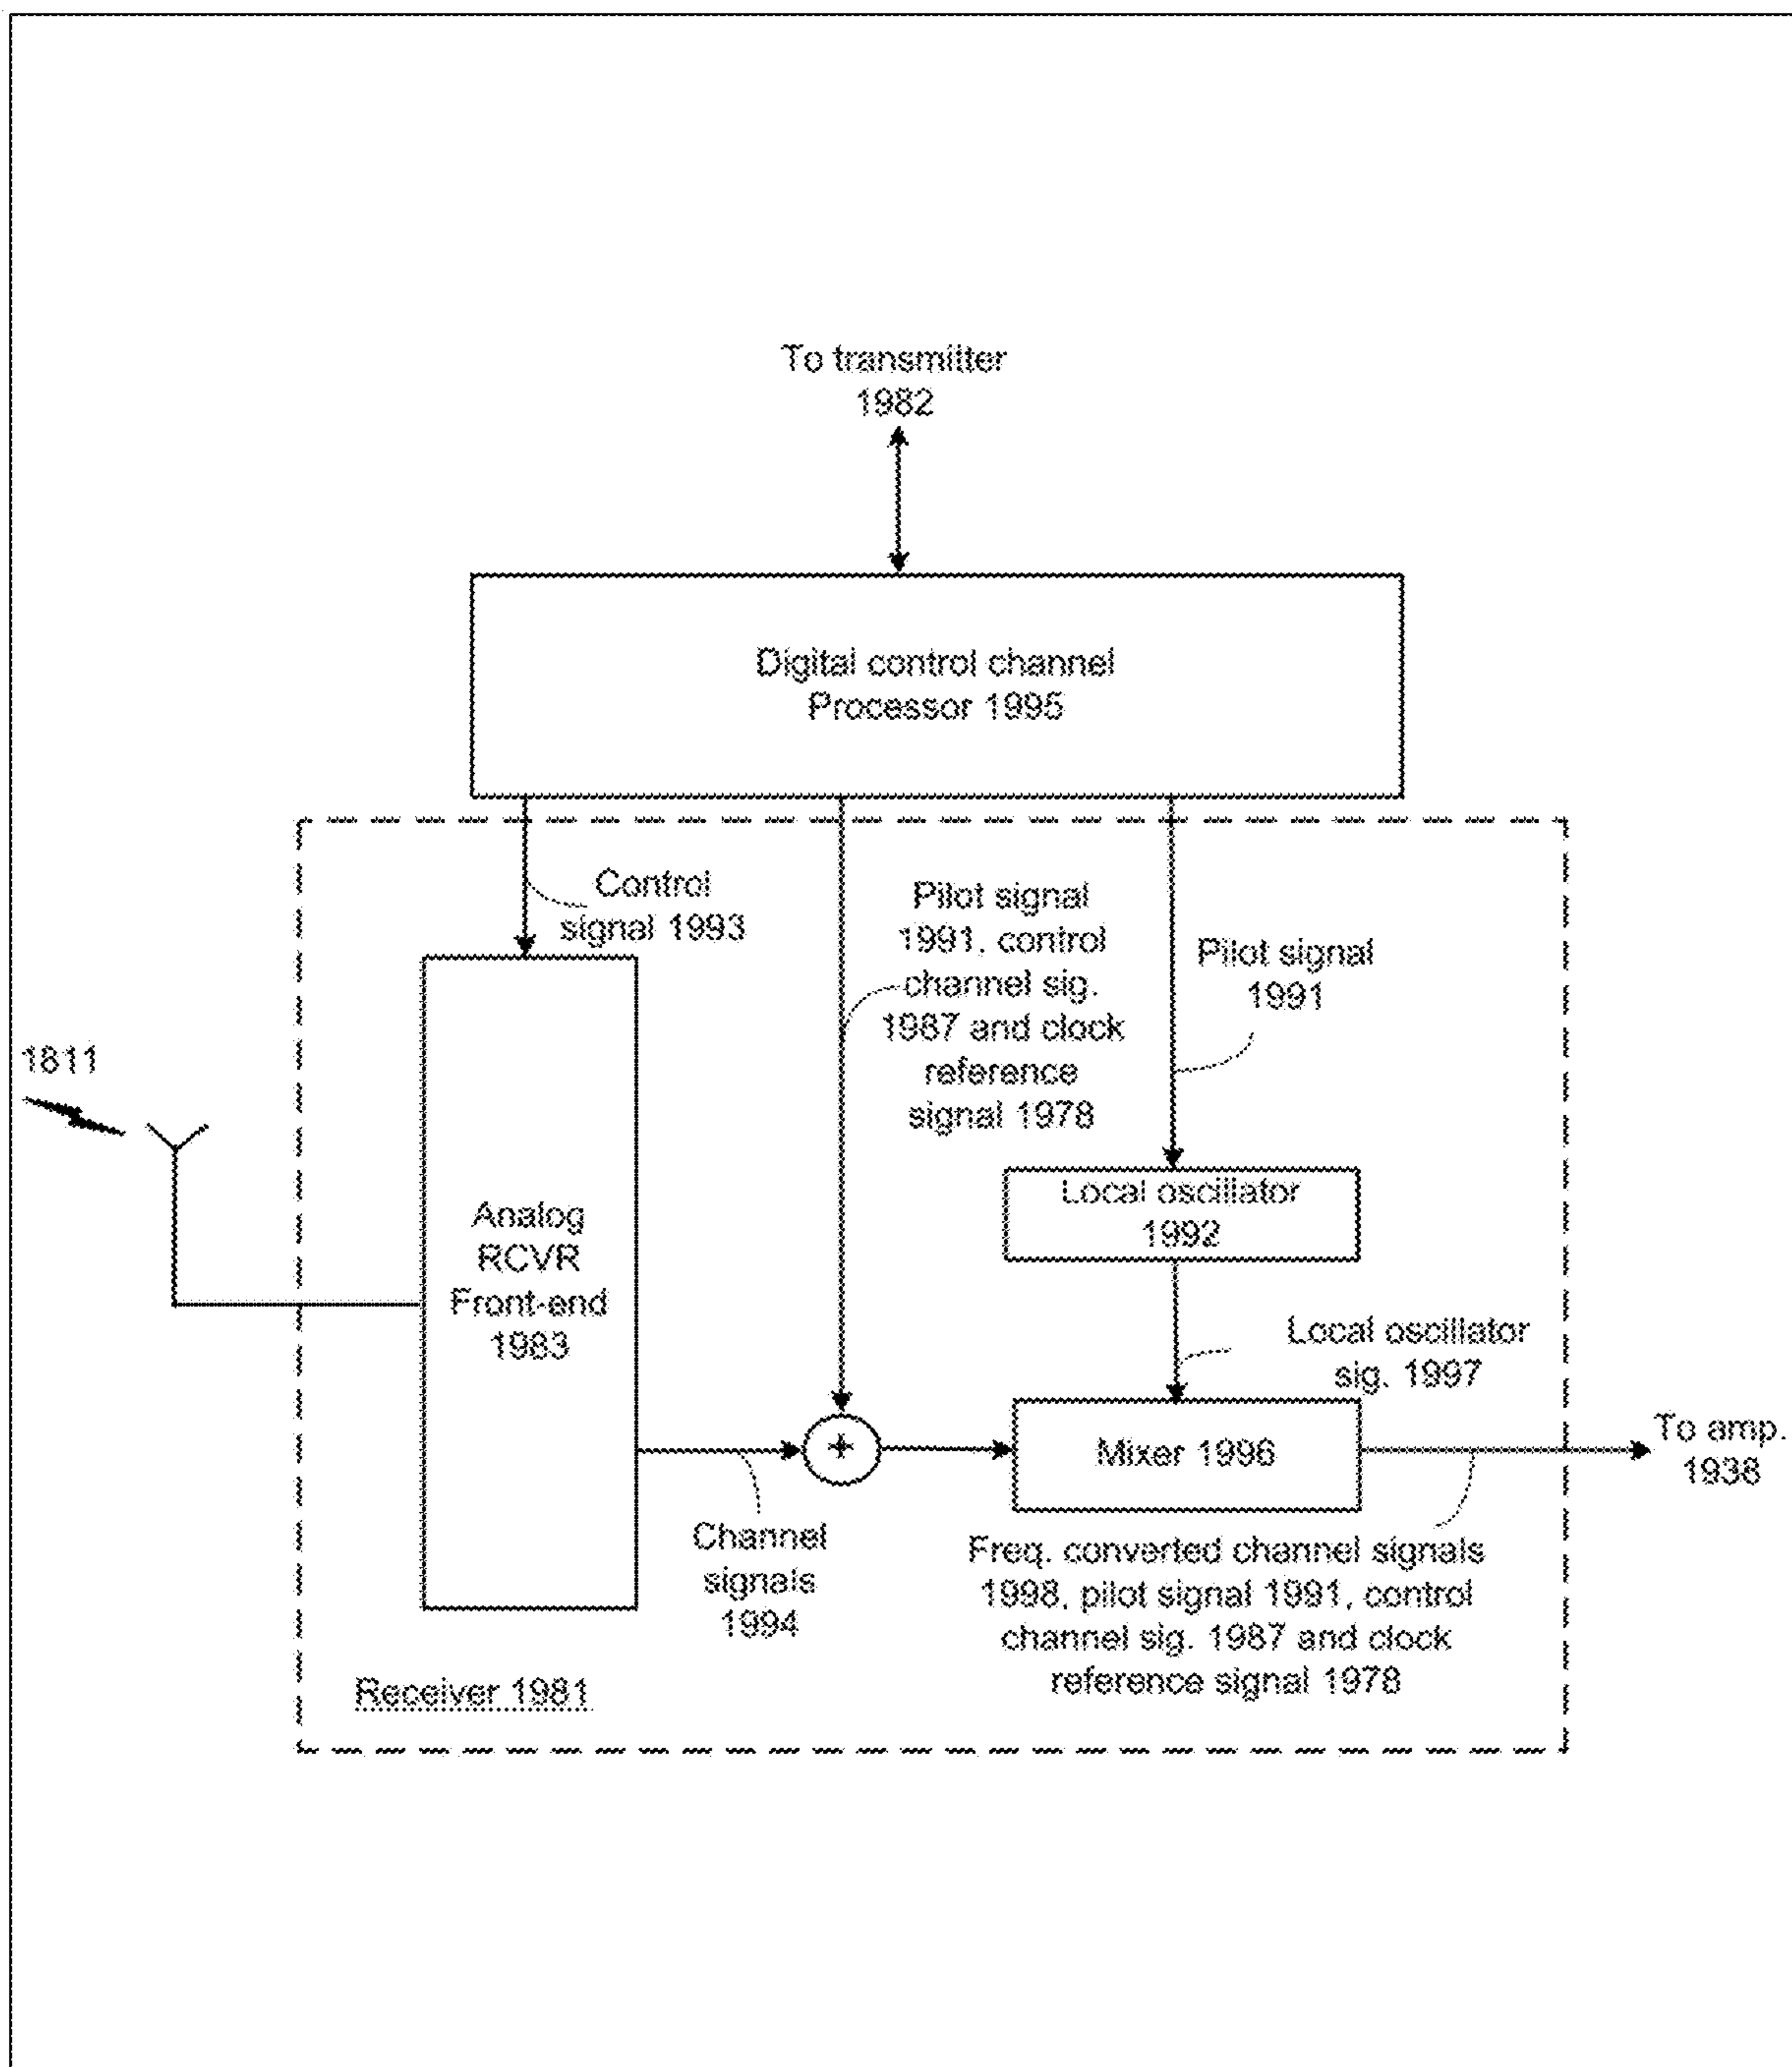 To transmitter
1982
Digital control channel
Processor 1995
Control
signal 1993
Pilot signal
1991, control
channel sig.
1987 and clock
reference
signal 1978
Pilot signal
1991
1811
Analog
RCVR
Front-end
1983
Local oscillator
1992
Local oscillator
sig. 1997
+
Mixer 1996
To amp.
1938
Channel
signals
1994
Freq. converted channel signals
1998, pilot signal 1991, control
channel sig. 1987 and clock
reference signal 1978
Receiver 1981